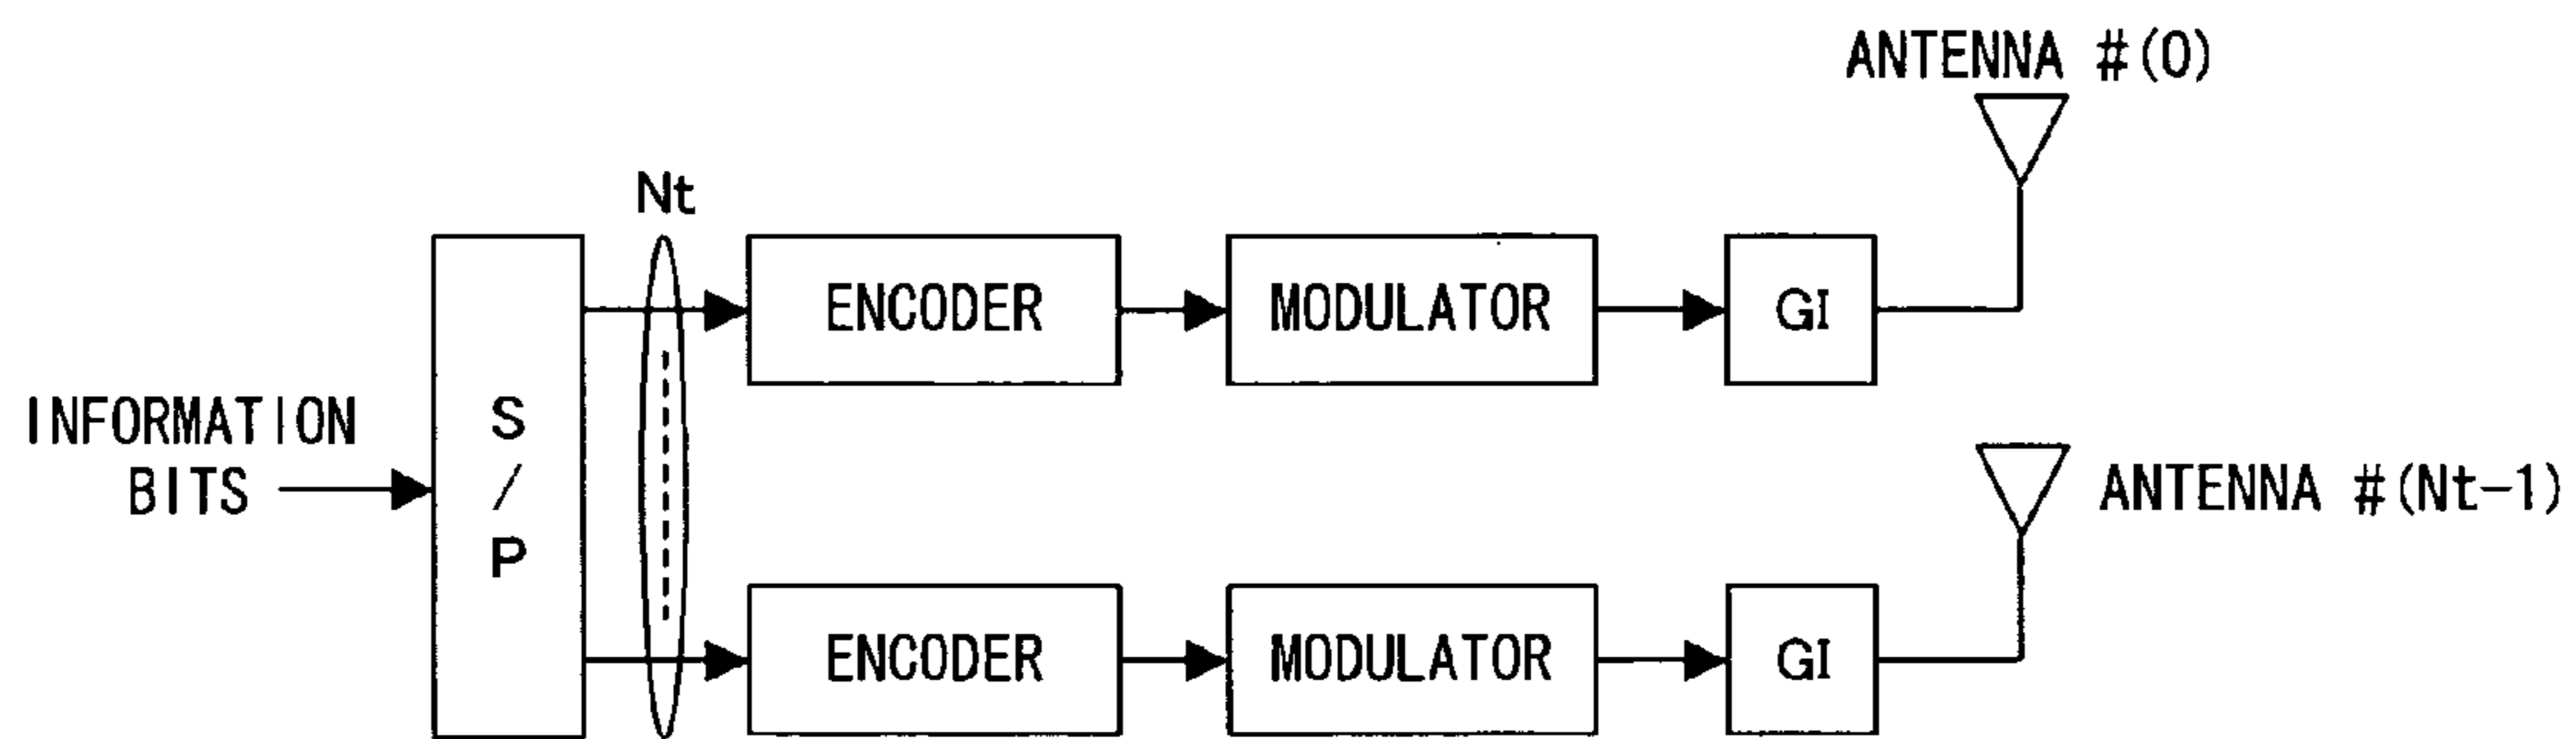 ANTENNA #(0)
Nt
ENCODER
MODULATOR
GI
INFORMATION
BITS
S
/
P
ANTENNA #(Nt-1)
ENCODER
MODULATOR
GI